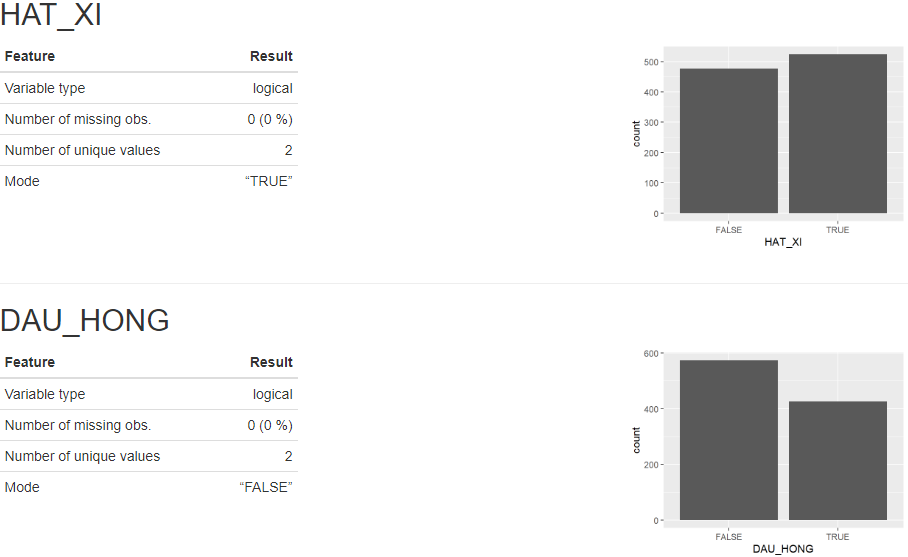 HAT_XI
Feature Result
Variable type logical
Number of missing obs. 0 (0 %)
Number of unique values 2
Mode “TRUE”
500
400
300
200
100
0
count
FALSE TRUE
HAT_XI
DAU_HONG
Feature Result
Variable type logical
Number of missing obs. 0 (0 %)
Number of unique values 2
Mode “FALSE”
600
400
200
0
count
FALSE TRUE
DAU_HONG